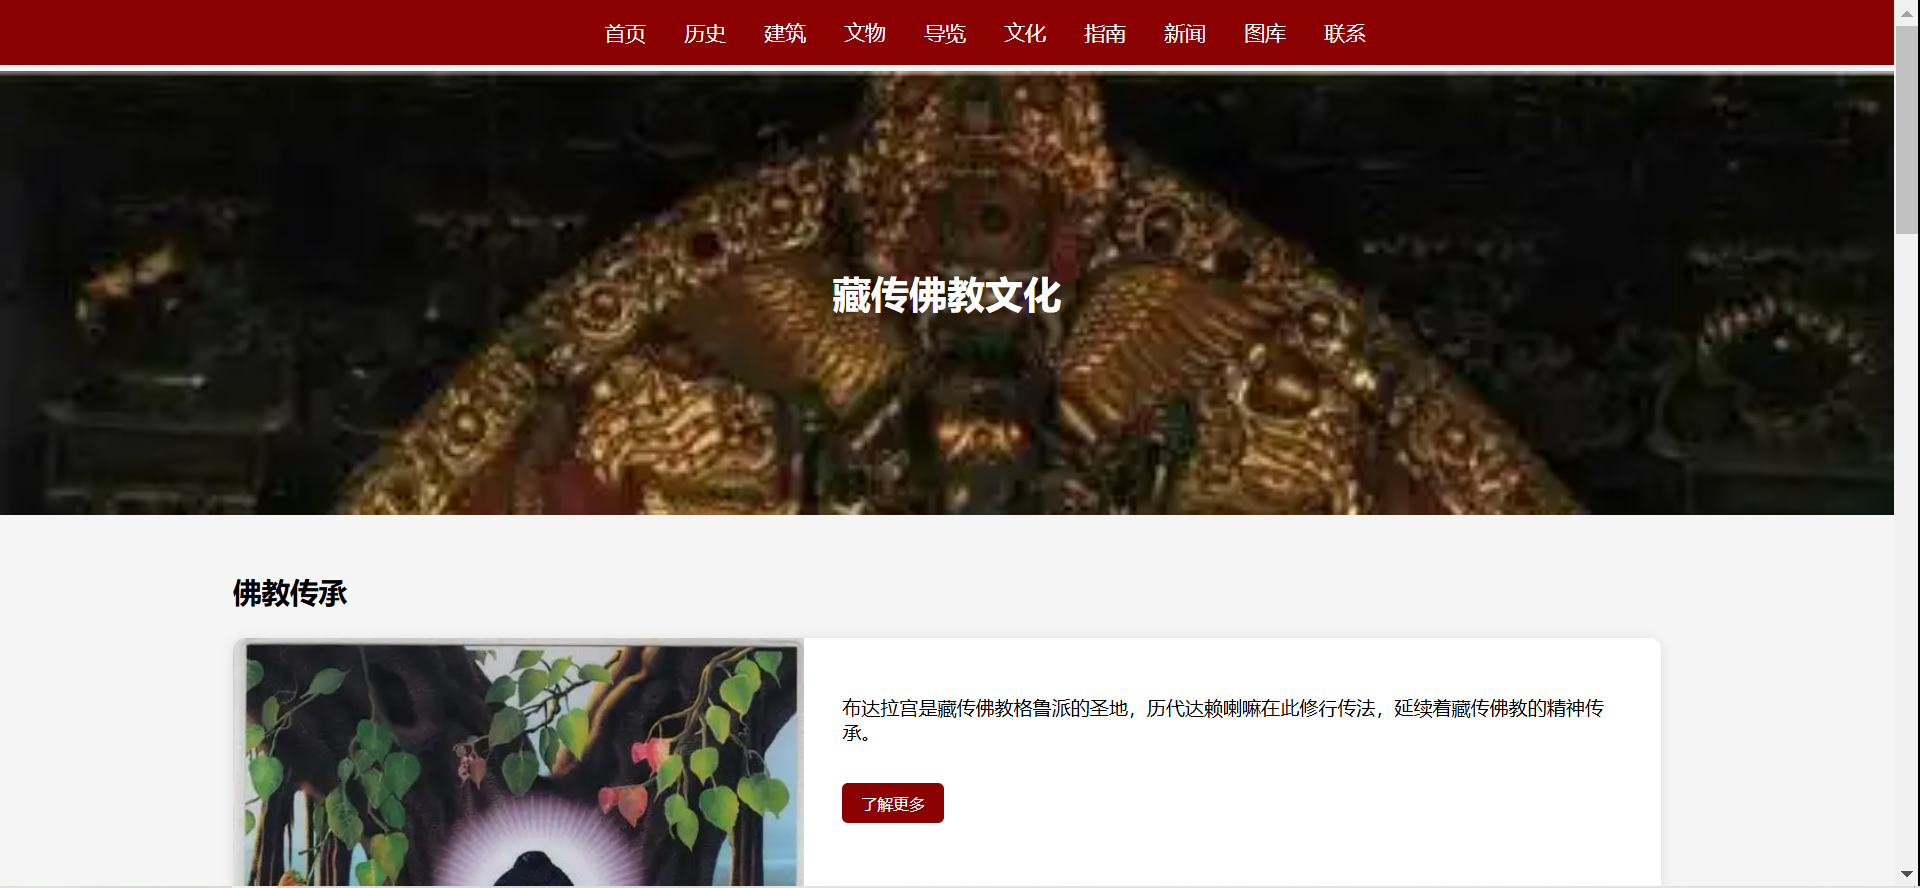 首页 历史 建筑 文物 导览 文化 指南 新闻 图库 联系
藏传佛教文化
佛教传承
布达拉宫是藏传佛教格鲁派的圣地，历代达赖喇嘛在此修行传法，延续着藏传佛教的精神传
承。
了解更多